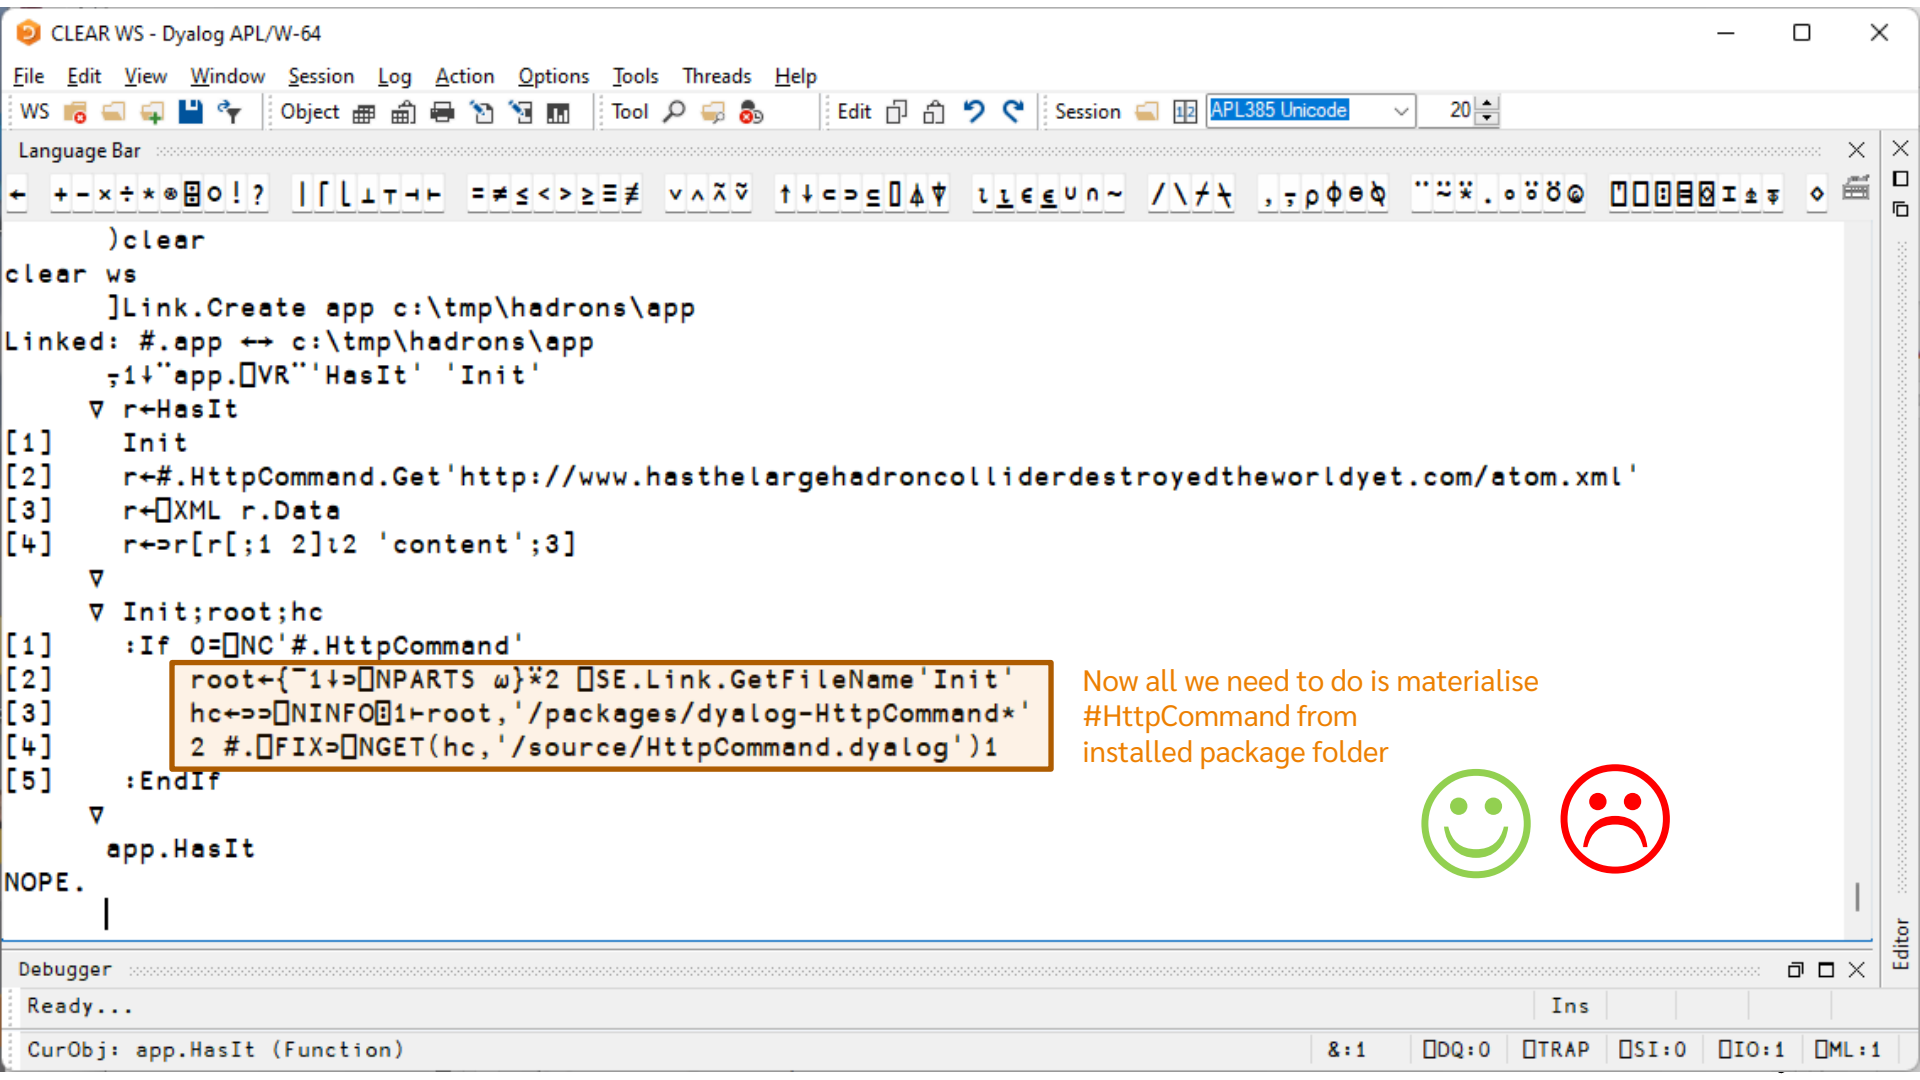 CLEAR WS - Dyalog APL/W-64
File Edit View Window Session Log Action Options Tools Threads Help
WS Object Tool Edit Session APL385 Unicode 20
Language Bar
← +-×÷*⍟⌹○!? |⌈⌊⊥⊤⊣⊢ =≠≤<>≥≡≢ ∨∧⍲⍱ ↑↓⊂⊃⊆⌷⍋⍒ ⍳⍸∊⍷∪∩~ /\⌿⍀ ,⍪⍴⌽⊖⍉ ¨⍨⍣.∘⍤⍥@ ⍞⎕⍠⌸⌺⌶⍎⍕ ⋄
)clear
clear ws
]Link.Create app c:\tmp\hadrons\app
Linked: #.app ←→ c:\tmp\hadrons\app
⍪1↓¨app.⎕VR¨'HasIt' 'Init'
∇ r←HasIt
[1] Init
[2] r←#.HttpCommand.Get'http://www.hasthelargehadroncolliderdestroyedtheworldyet.com/atom.xml'
[3] r←⎕XML r.Data
[4] r←⊃r[r[;1 2]⍳2 'content';3]
∇
∇ Init;root;hc
[1] :If 0=⎕NC'#.HttpCommand'
[2] root←{¯1↓⊃⎕NPARTS ⍵}⍣2 ⎕SE.Link.GetFileName'Init'
[3] hc←⊃⊃⎕NINFO⍠1⊢root,'/packages/dyalog-HttpCommand*'
[4] 2 #.⎕FIX⊃⎕NGET(hc,'/source/HttpCommand.dyalog')1
[5] :EndIf
∇
Now all we need to do is materialise
#HttpCommand from
installed package folder
app.HasIt
NOPE.
Editor
Debugger
Ready...
Ins
CurObj: app.HasIt (Function)
&:1 ⎕DQ:0 ⎕TRAP ⎕SI:0 ⎕IO:1 ⎕ML:1